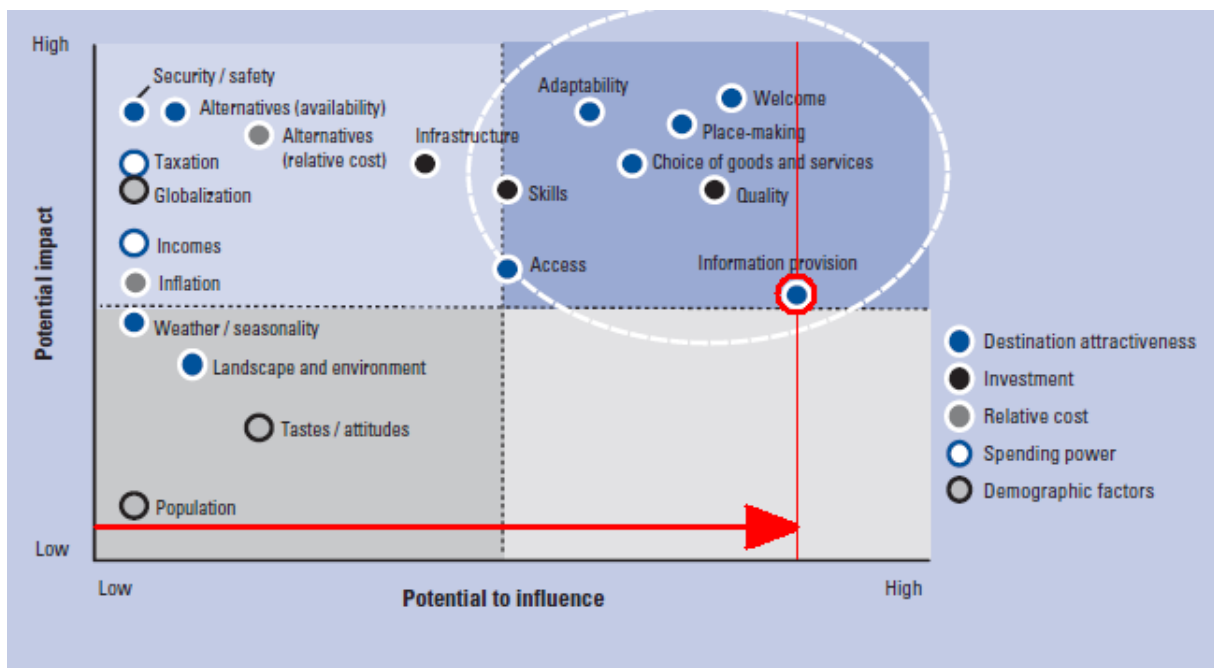 High
Security / safety
Alternatives (availability)
Alternatives
(relative cost)
Infrastructure
Taxation
Globalization
Incomes
Inflation
Adaptability
Welcome
Place-making
Choice of goods and services
Skills
Quality
Access
Information provision
Weather / seasonality
Landscape and environment
Tastes / attitudes
Population
Potential impact
Low
Low
Potential to influence
High
Destination attractiveness
Investment
Relative cost
Spending power
Demographic factors